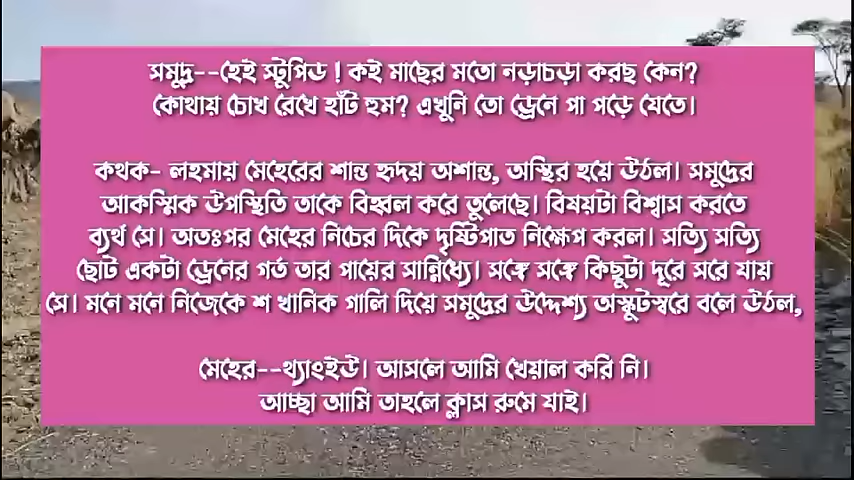 সমুদ্র--হেই স্টুপিড ! কই মাছের মতো নড়াচড়া করছ কেন?
কোথায় চোখ রেখে হাঁট হুম? এখুনি তো ড্রেনে পা পড়ে যেতে।
কথক- লহমায় মেহেরের শান্ত হৃদয় অশান্ত, অস্থির হয়ে উঠল। সমুদ্রের
আকস্মিক উপস্থিতি তাকে বিহ্বল করে তুলেছে। বিষয়টা বিশ্বাস করতে
ব্যর্থ সে। অতঃপর মেহের নিচের দিকে দৃষ্টিপাত নিক্ষেপ করল। সত্যি সত্যি
ছোট একটা ড্রেনের গর্ত তার পায়ের সান্নিধ্যে। সঙ্গে সঙ্গে কিছুটা দূরে সরে যায়
সে। মনে মনে নিজেকে শ খানিক গালি দিয়ে সমুদ্রের উদ্দেশ্য অস্ফুটস্বরে বলে উঠল,
মেহের--থ্যাংইউ। আসলে আমি খেয়াল করি নি।
আচ্ছা আমি তাহলে ক্লাস রুমে যাই।